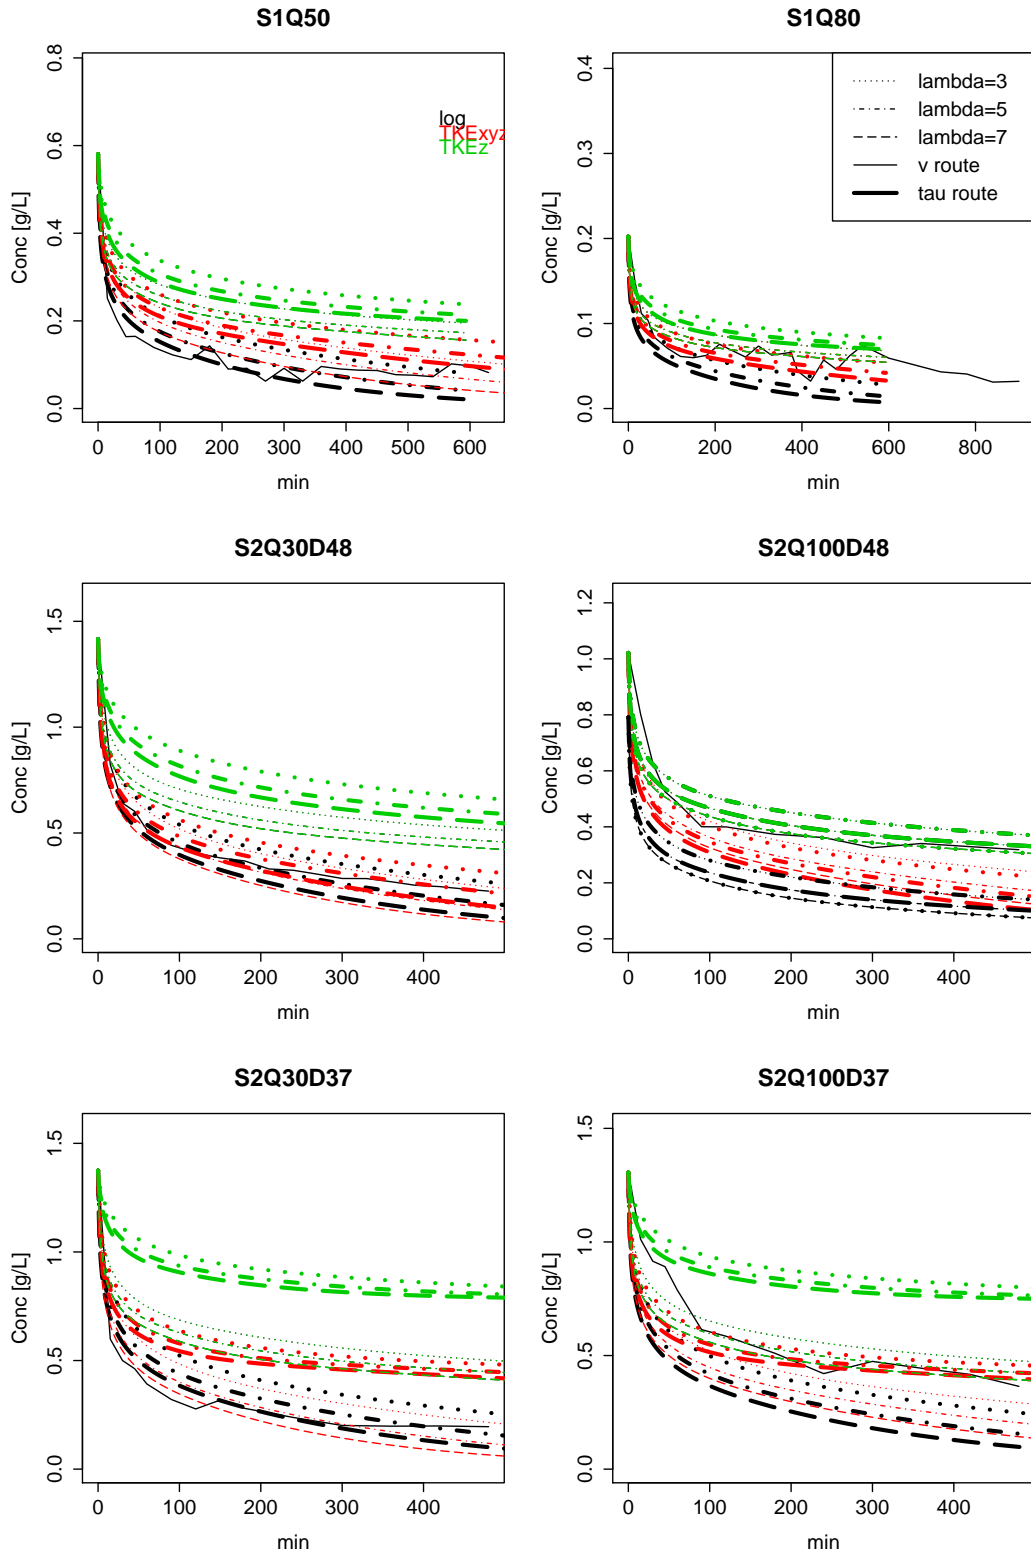 S1Q50
Conc [g/L]
0.0
0.2
0.4
0.6
0.8
log
TKExyz
TKEz
0 100 200 300 400 500 600
min
S1Q80
Conc [g/L]
0.0
0.1
0.2
0.3
0.4
lambda=3
lambda=5
lambda=7
v route
tau route
0 200 400 600 800
min
S2Q30D48
Conc [g/L]
0.0
0.5
1.0
1.5
0 100 200 300 400
min
S2Q100D48
Conc [g/L]
0.0
0.2
0.4
0.6
0.8
1.0
1.2
0 100 200 300 400
min
S2Q30D37
Conc [g/L]
0.0
0.5
1.0
1.5
0 100 200 300 400
min
S2Q100D37
Conc [g/L]
0.0
0.5
1.0
1.5
0 100 200 300 400
min